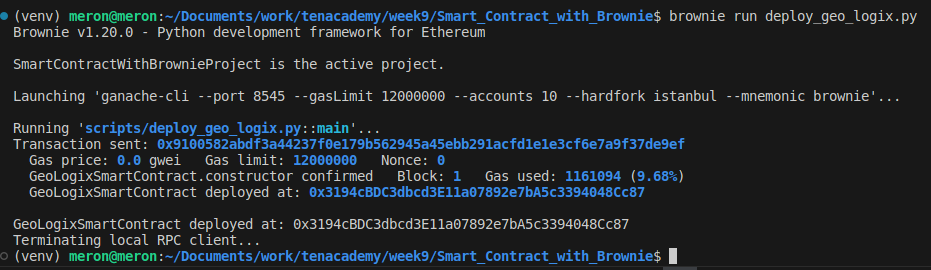 (venv) meron@meron:~/Documents/work/tenacademy/week9/Smart_Contract_with_Brownie$ brownie run deploy_geo_logix.py
Brownie v1.20.0 - Python development framework for Ethereum
SmartContractWithBrownieProject is the active project.
Launching 'ganache-cli --port 8545 --gasLimit 12000000 --accounts 10 --hardfork istanbul --mnemonic brownie'...
Running 'scripts/deploy_geo_logix.py::main'...
Transaction sent: 0x9100582abdf3a44237f0e179b562945a45ebb291acfd1e1e3cf6e7a9f37de9ef
Gas price: 0.0 gwei   Gas limit: 12000000   Nonce: 0
GeoLogixSmartContract.constructor confirmed   Block: 1   Gas used: 1161094 (9.68%)
GeoLogixSmartContract deployed at: 0x3194cBDC3dbcd3E11a07892e7bA5c3394048Cc87
GeoLogixSmartContract deployed at: 0x3194cBDC3dbcd3E11a07892e7bA5c3394048Cc87
Terminating local RPC client...
(venv) meron@meron:~/Documents/work/tenacademy/week9/Smart_Contract_with_Brownie$